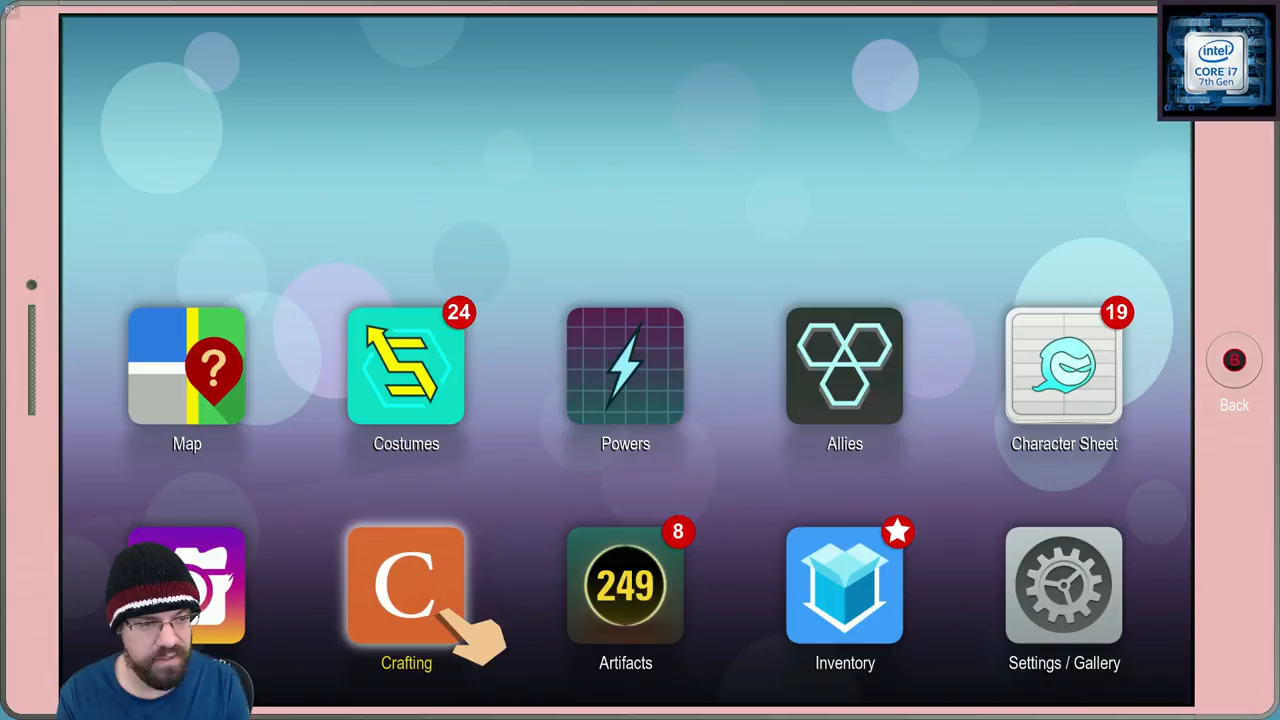 intel
CORE i7
7th Gen
24
19
Map
Costumes
Powers
Allies
Character Sheet
B
Back
8
C
249
Crafting
Artifacts
Inventory
Settings / Gallery